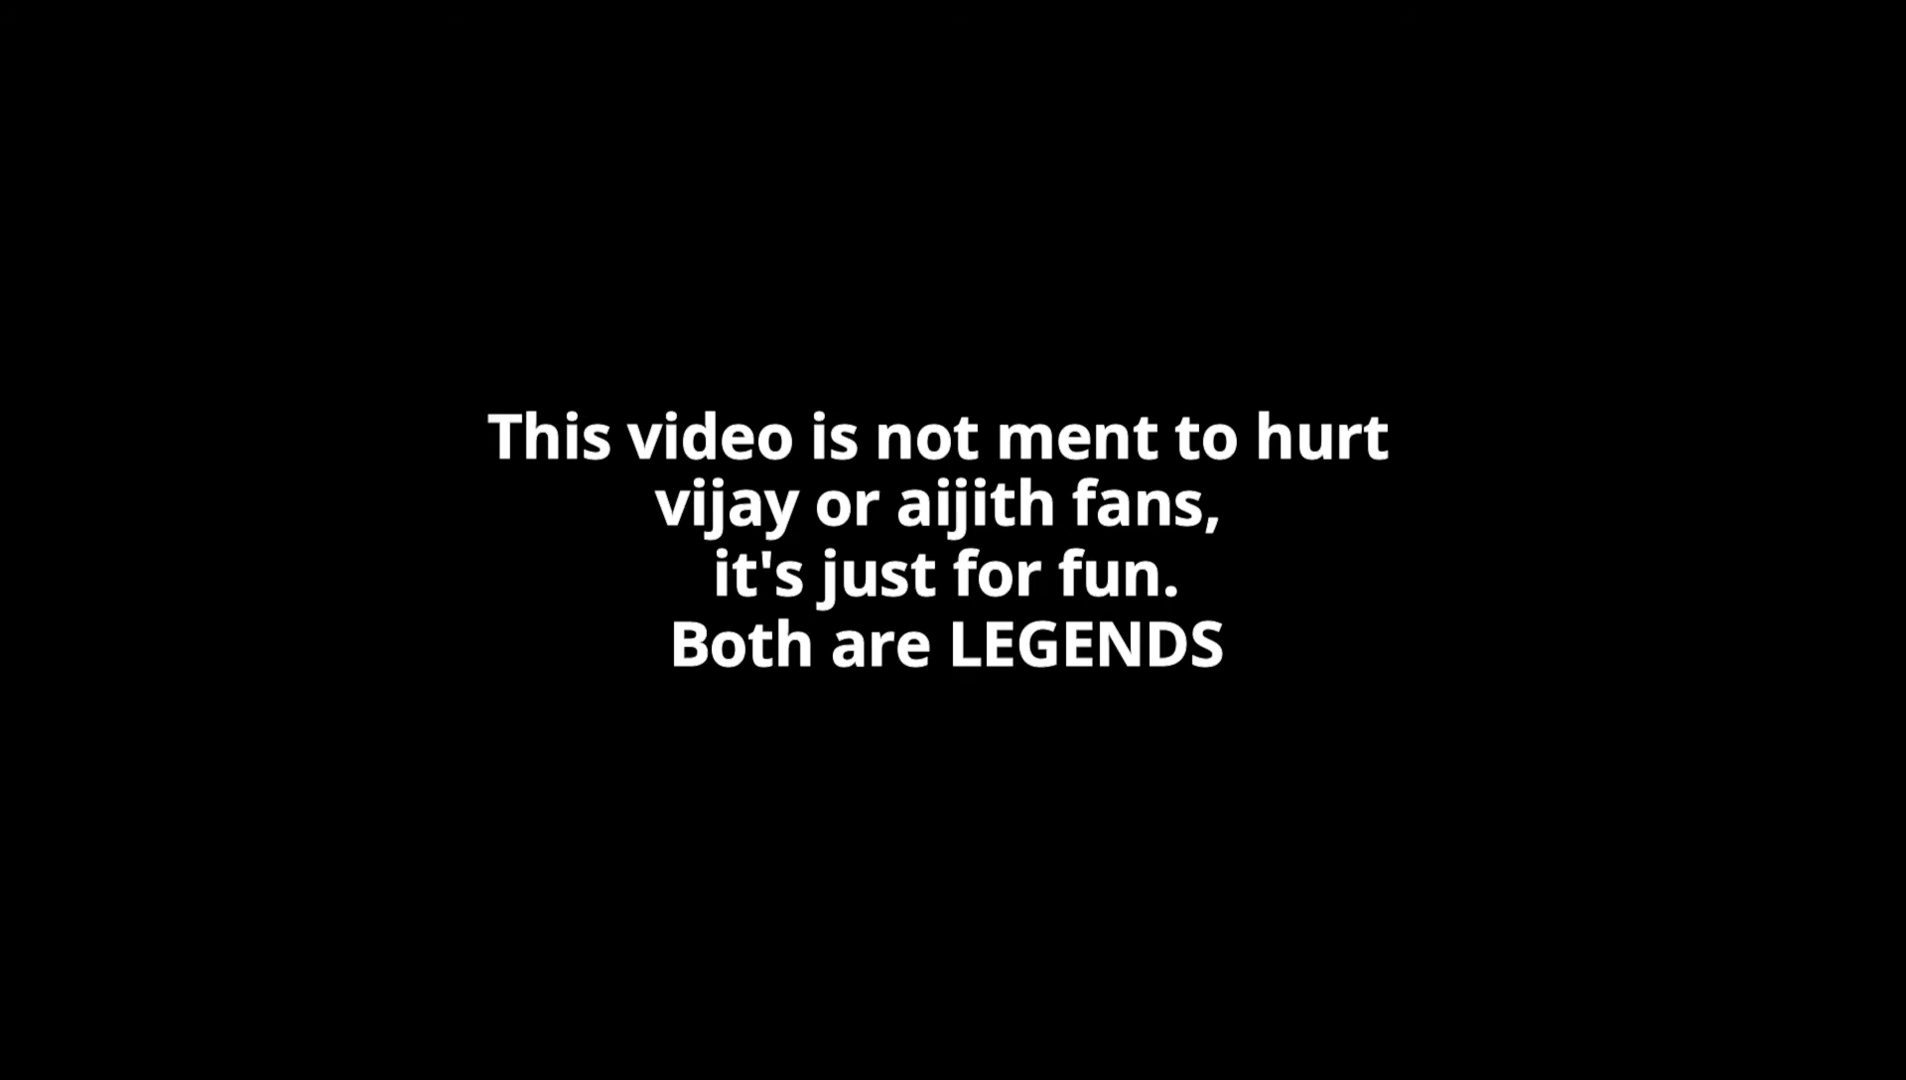 This video is not ment to hurt
vijay or aijith fans,
it's just for fun.
Both are LEGENDS